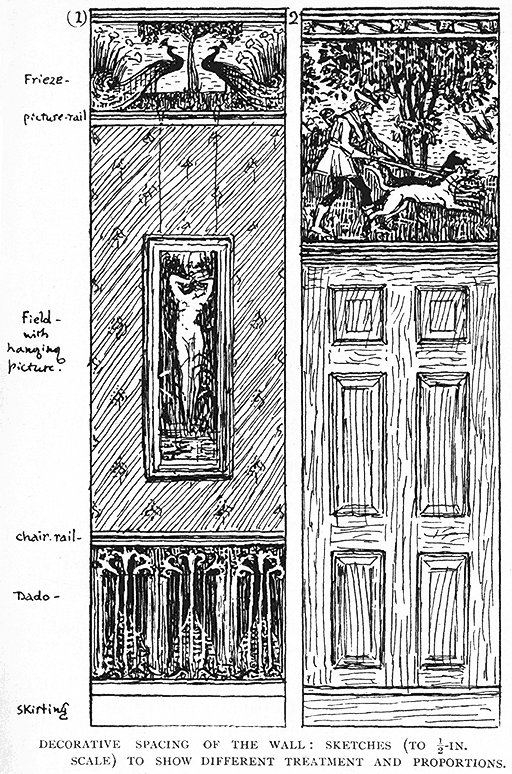 (1)
2
Frieze-
picture-rail
Field-
with
hanging
picture.
chair-rail-
Dado-
Skirting
DECORATIVE SPACING OF THE WALL: SKETCHES (TO ½-IN.
SCALE) TO SHOW DIFFERENT TREATMENT AND PROPORTIONS.